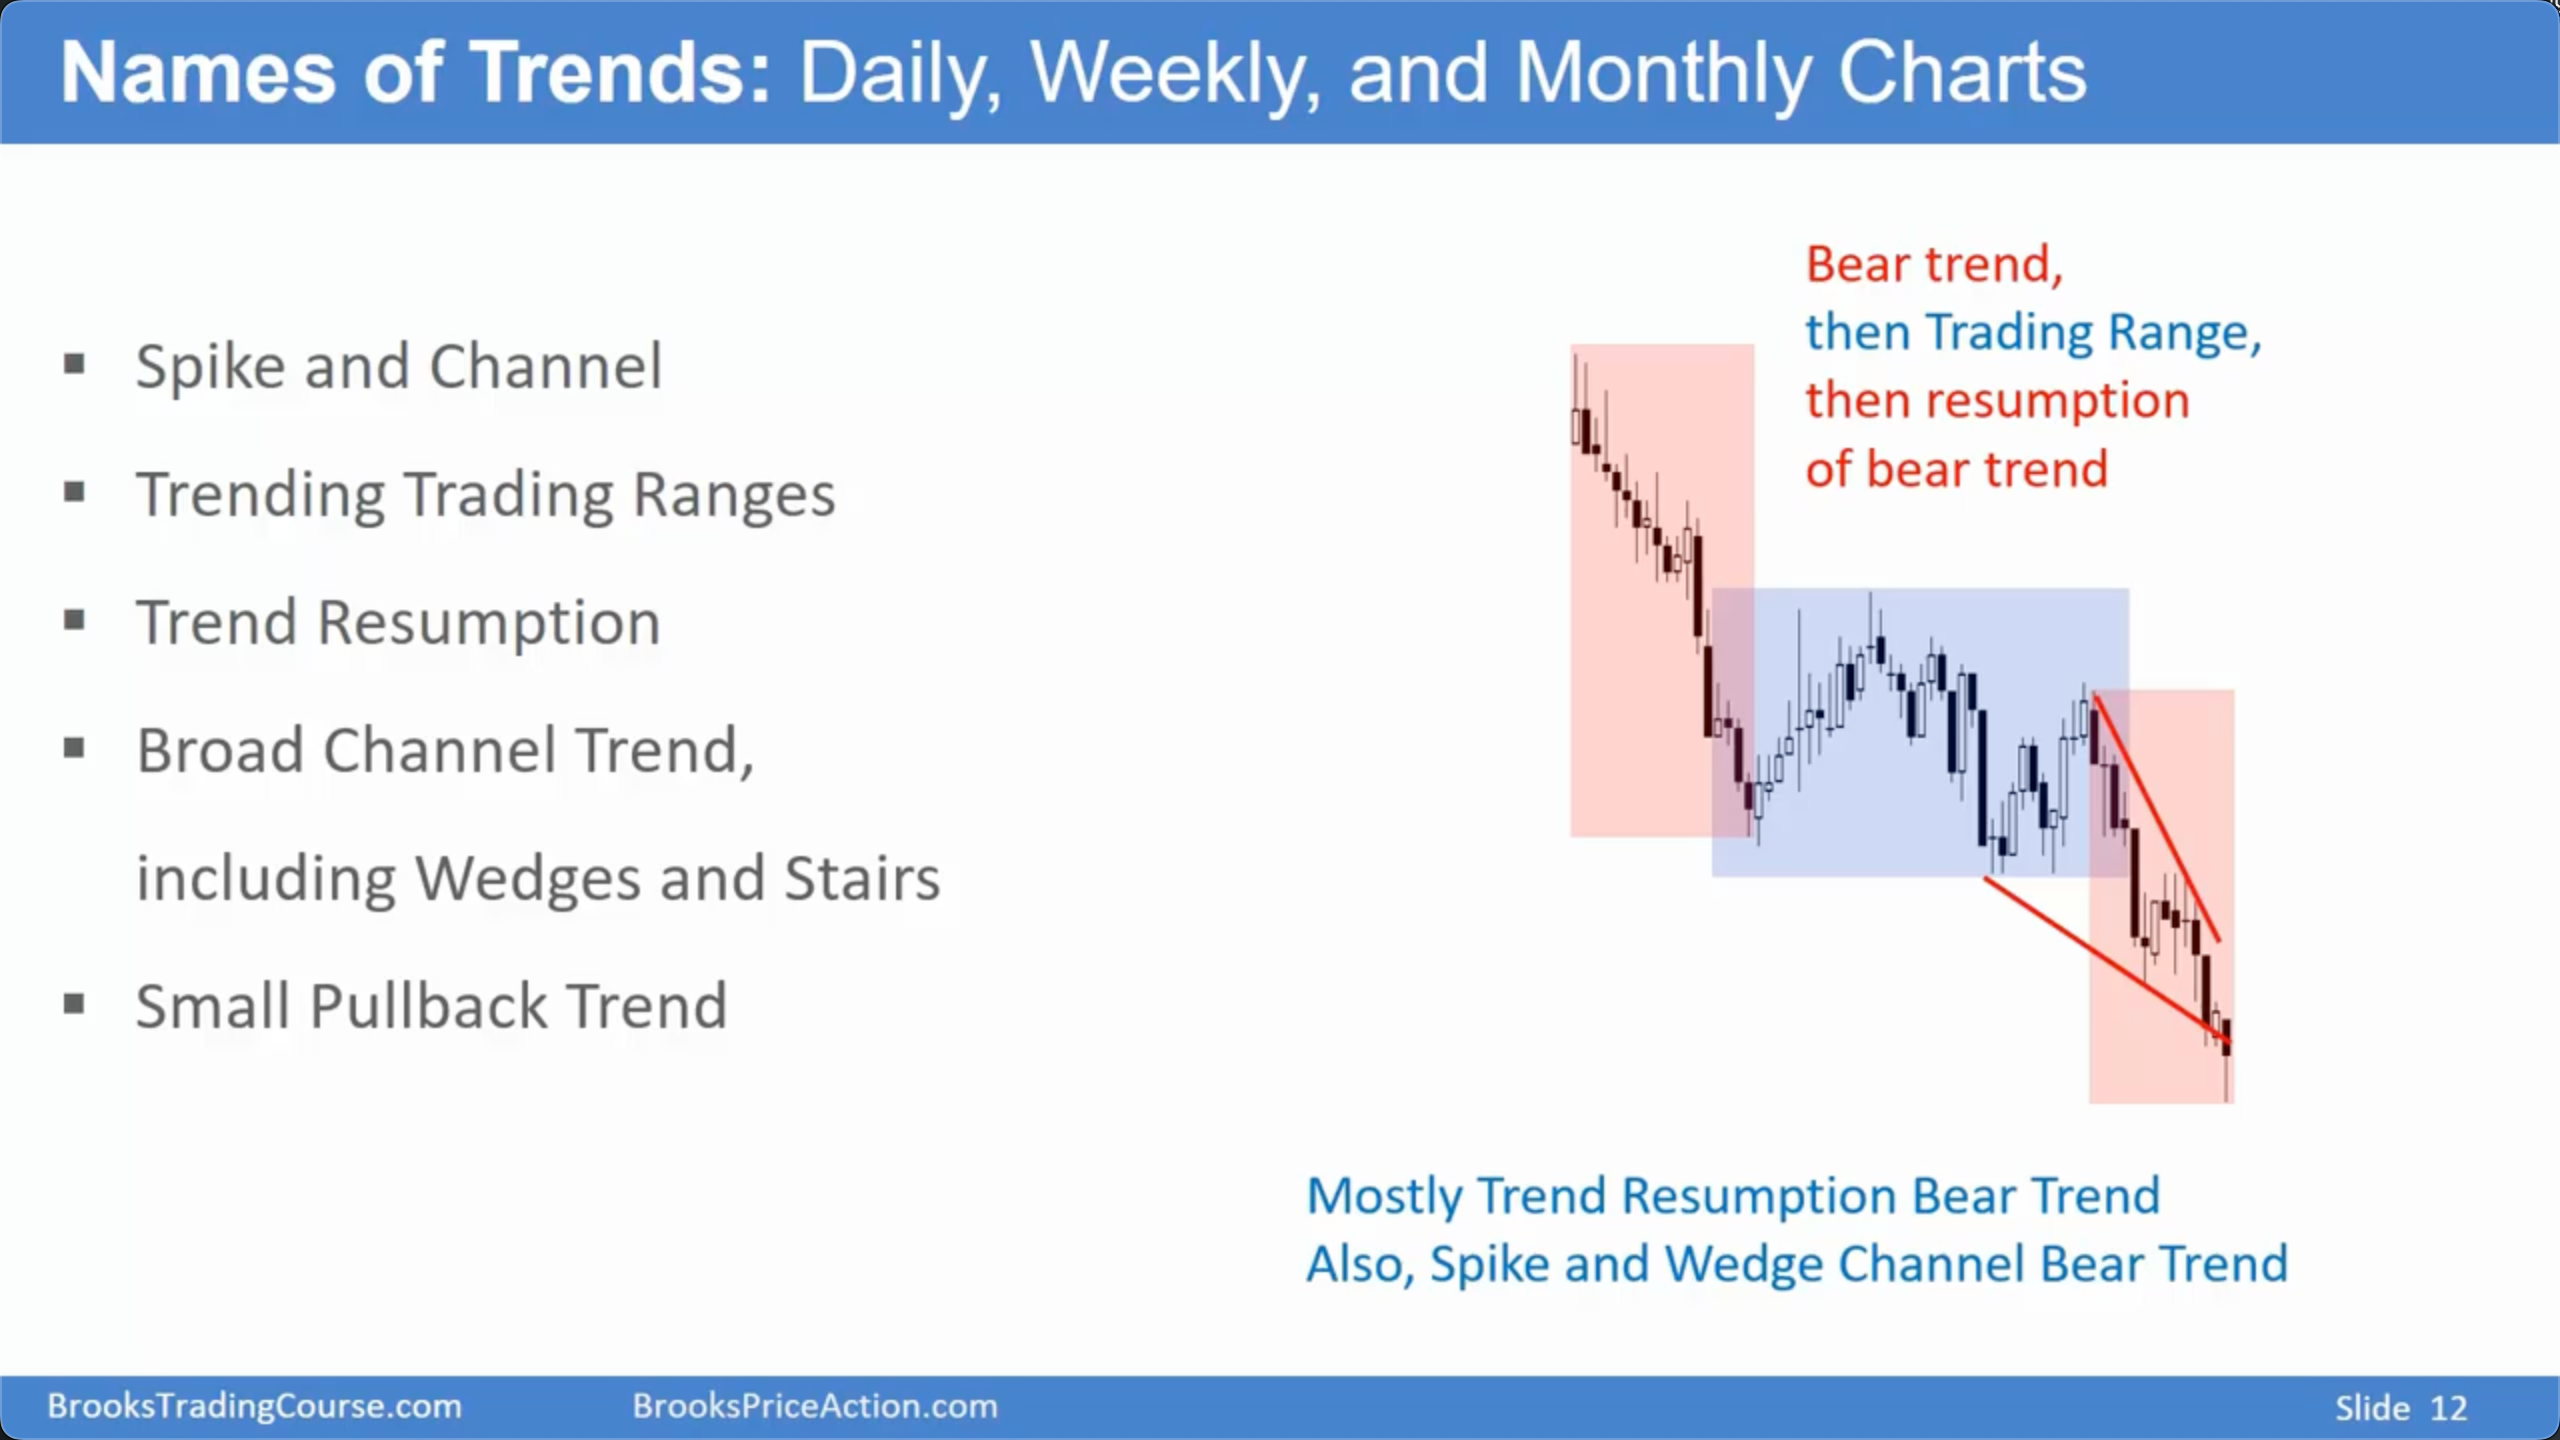 Names of Trends: Daily, Weekly, and Monthly Charts
▪ Spike and Channel
▪ Trending Trading Ranges
▪ Trend Resumption
▪ Broad Channel Trend,
including Wedges and Stairs
▪ Small Pullback Trend
Bear trend,
then Trading Range,
then resumption
of bear trend
Mostly Trend Resumption Bear Trend
Also, Spike and Wedge Channel Bear Trend
BrooksTradingCourse.com
BrooksPriceAction.com
Slide 12